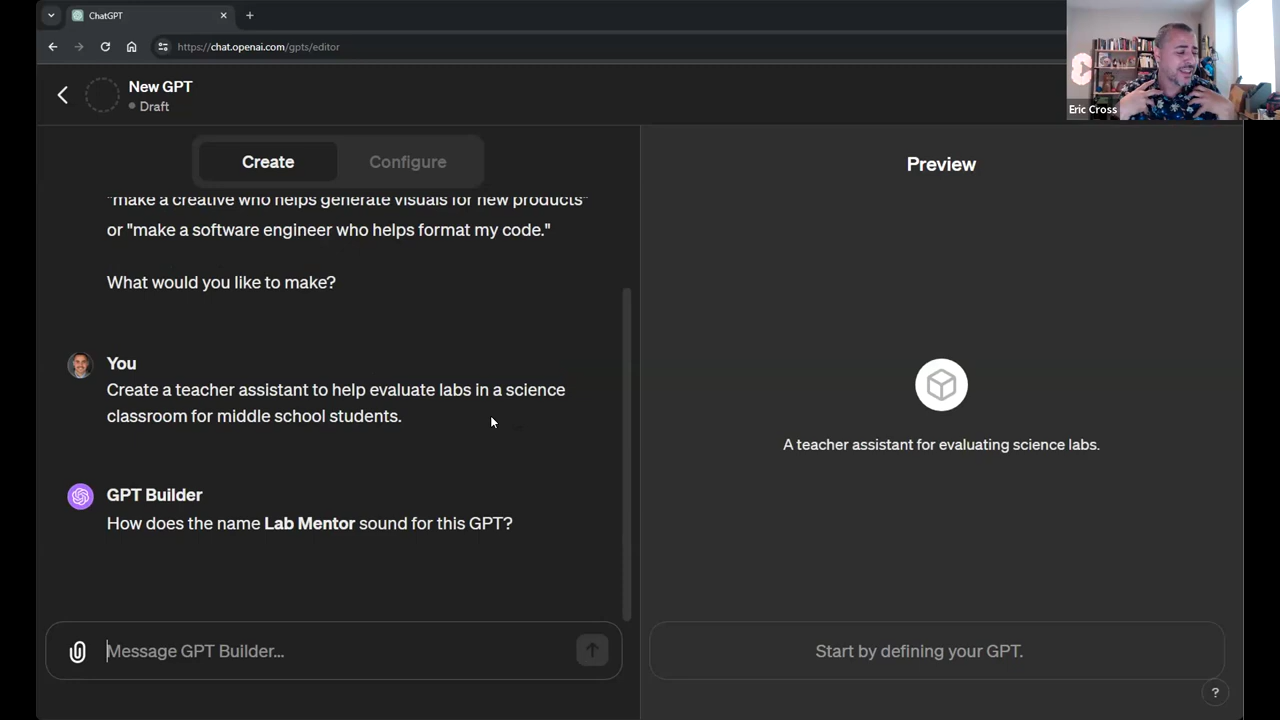 ChatGPT
https://chat.openai.com/gpts/editor
Eric Cross
New GPT
Draft
Create
Configure
Preview
"make a creative who helps generate visuals for new products"
or "make a software engineer who helps format my code."
What would you like to make?
You
Create a teacher assistant to help evaluate labs in a science
classroom for middle school students.
GPT Builder
How does the name Lab Mentor sound for this GPT?
A teacher assistant for evaluating science labs.
Message GPT Builder...
Start by defining your GPT.
?